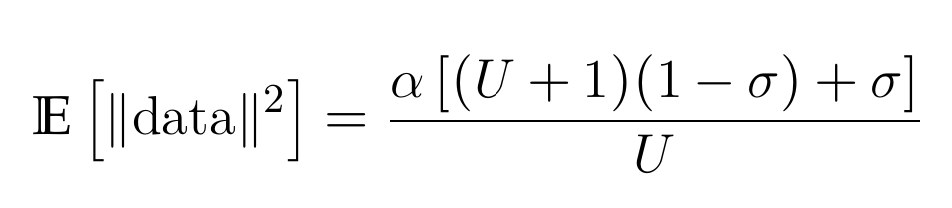 𝔼 [‖data‖²] = α [(U + 1)(1 − σ) + σ] / U